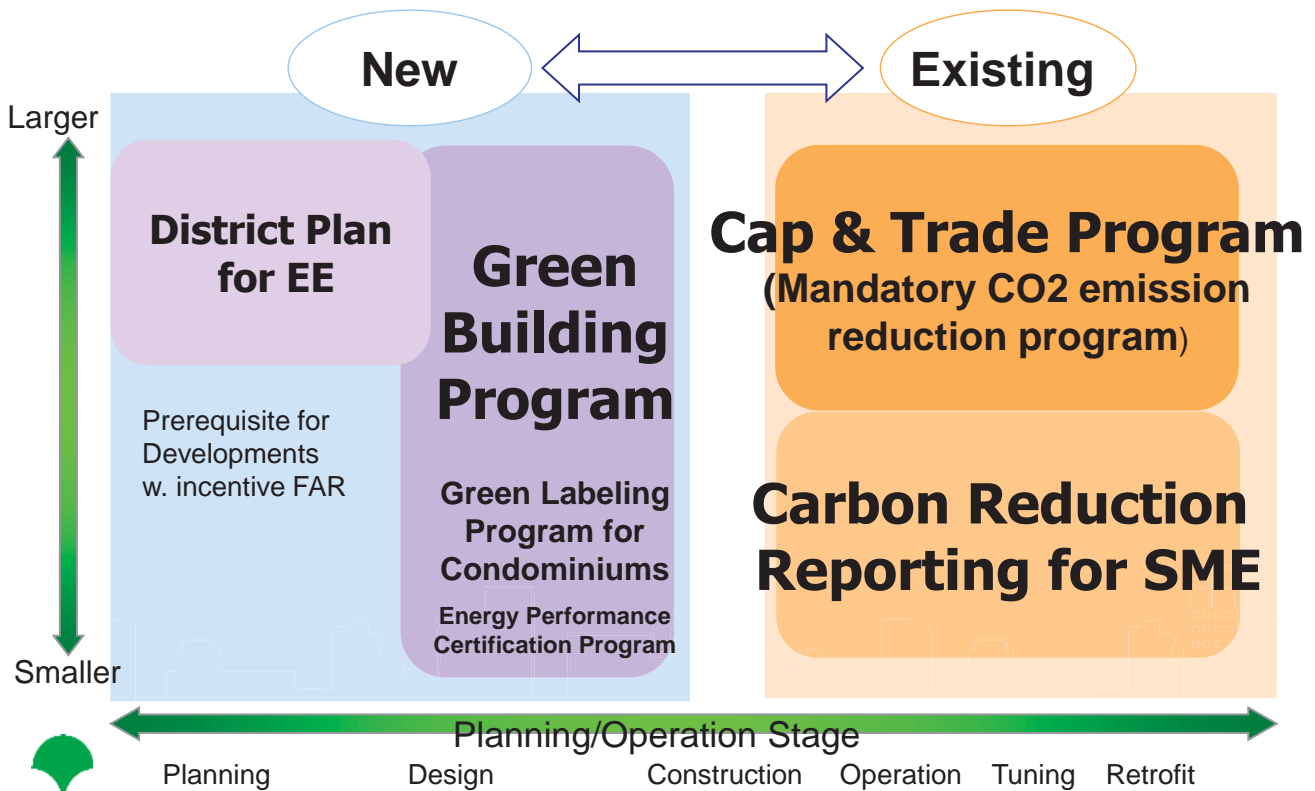 New
Existing
Larger
District Plan
for EE
Green
Building
Program
Cap & Trade Program
(Mandatory CO2 emission
reduction program)
Prerequisite for
Developments
w. incentive FAR
Green Labeling
Program for
Condominiums
Energy Performance
Certification Program
Carbon Reduction
Reporting for SME
Smaller
Planning/Operation Stage
Planning
Design
Construction
Operation
Tuning
Retrofit